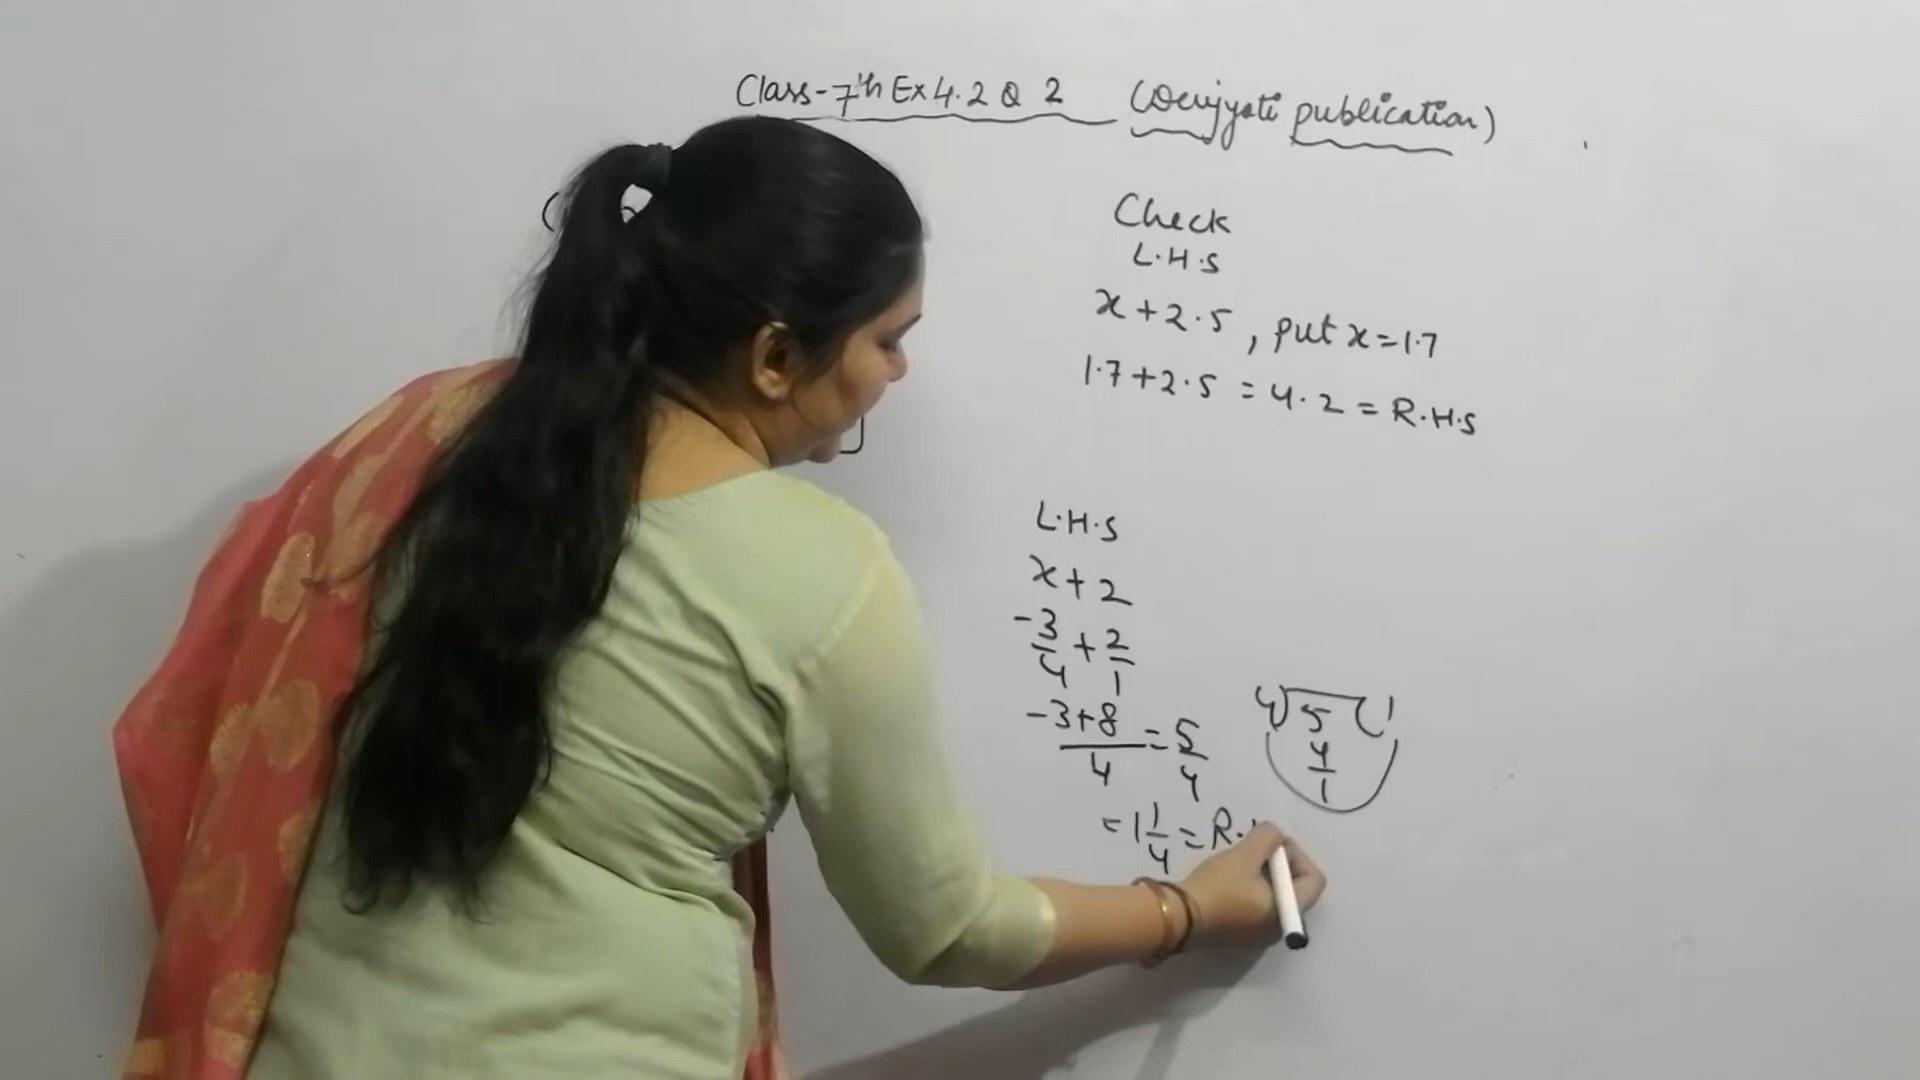 Class-7th Ex 4.2 Q 2 publication)
Check
L.H.S
x+2.5, put x=1.7
1.7+2.5 = 4.2 = R.H.S
L.H.S
x+2
-3/4 + 2/1
-3+8/4 = 5/4
4)5(1
4
1
= 1 1/4 = R.